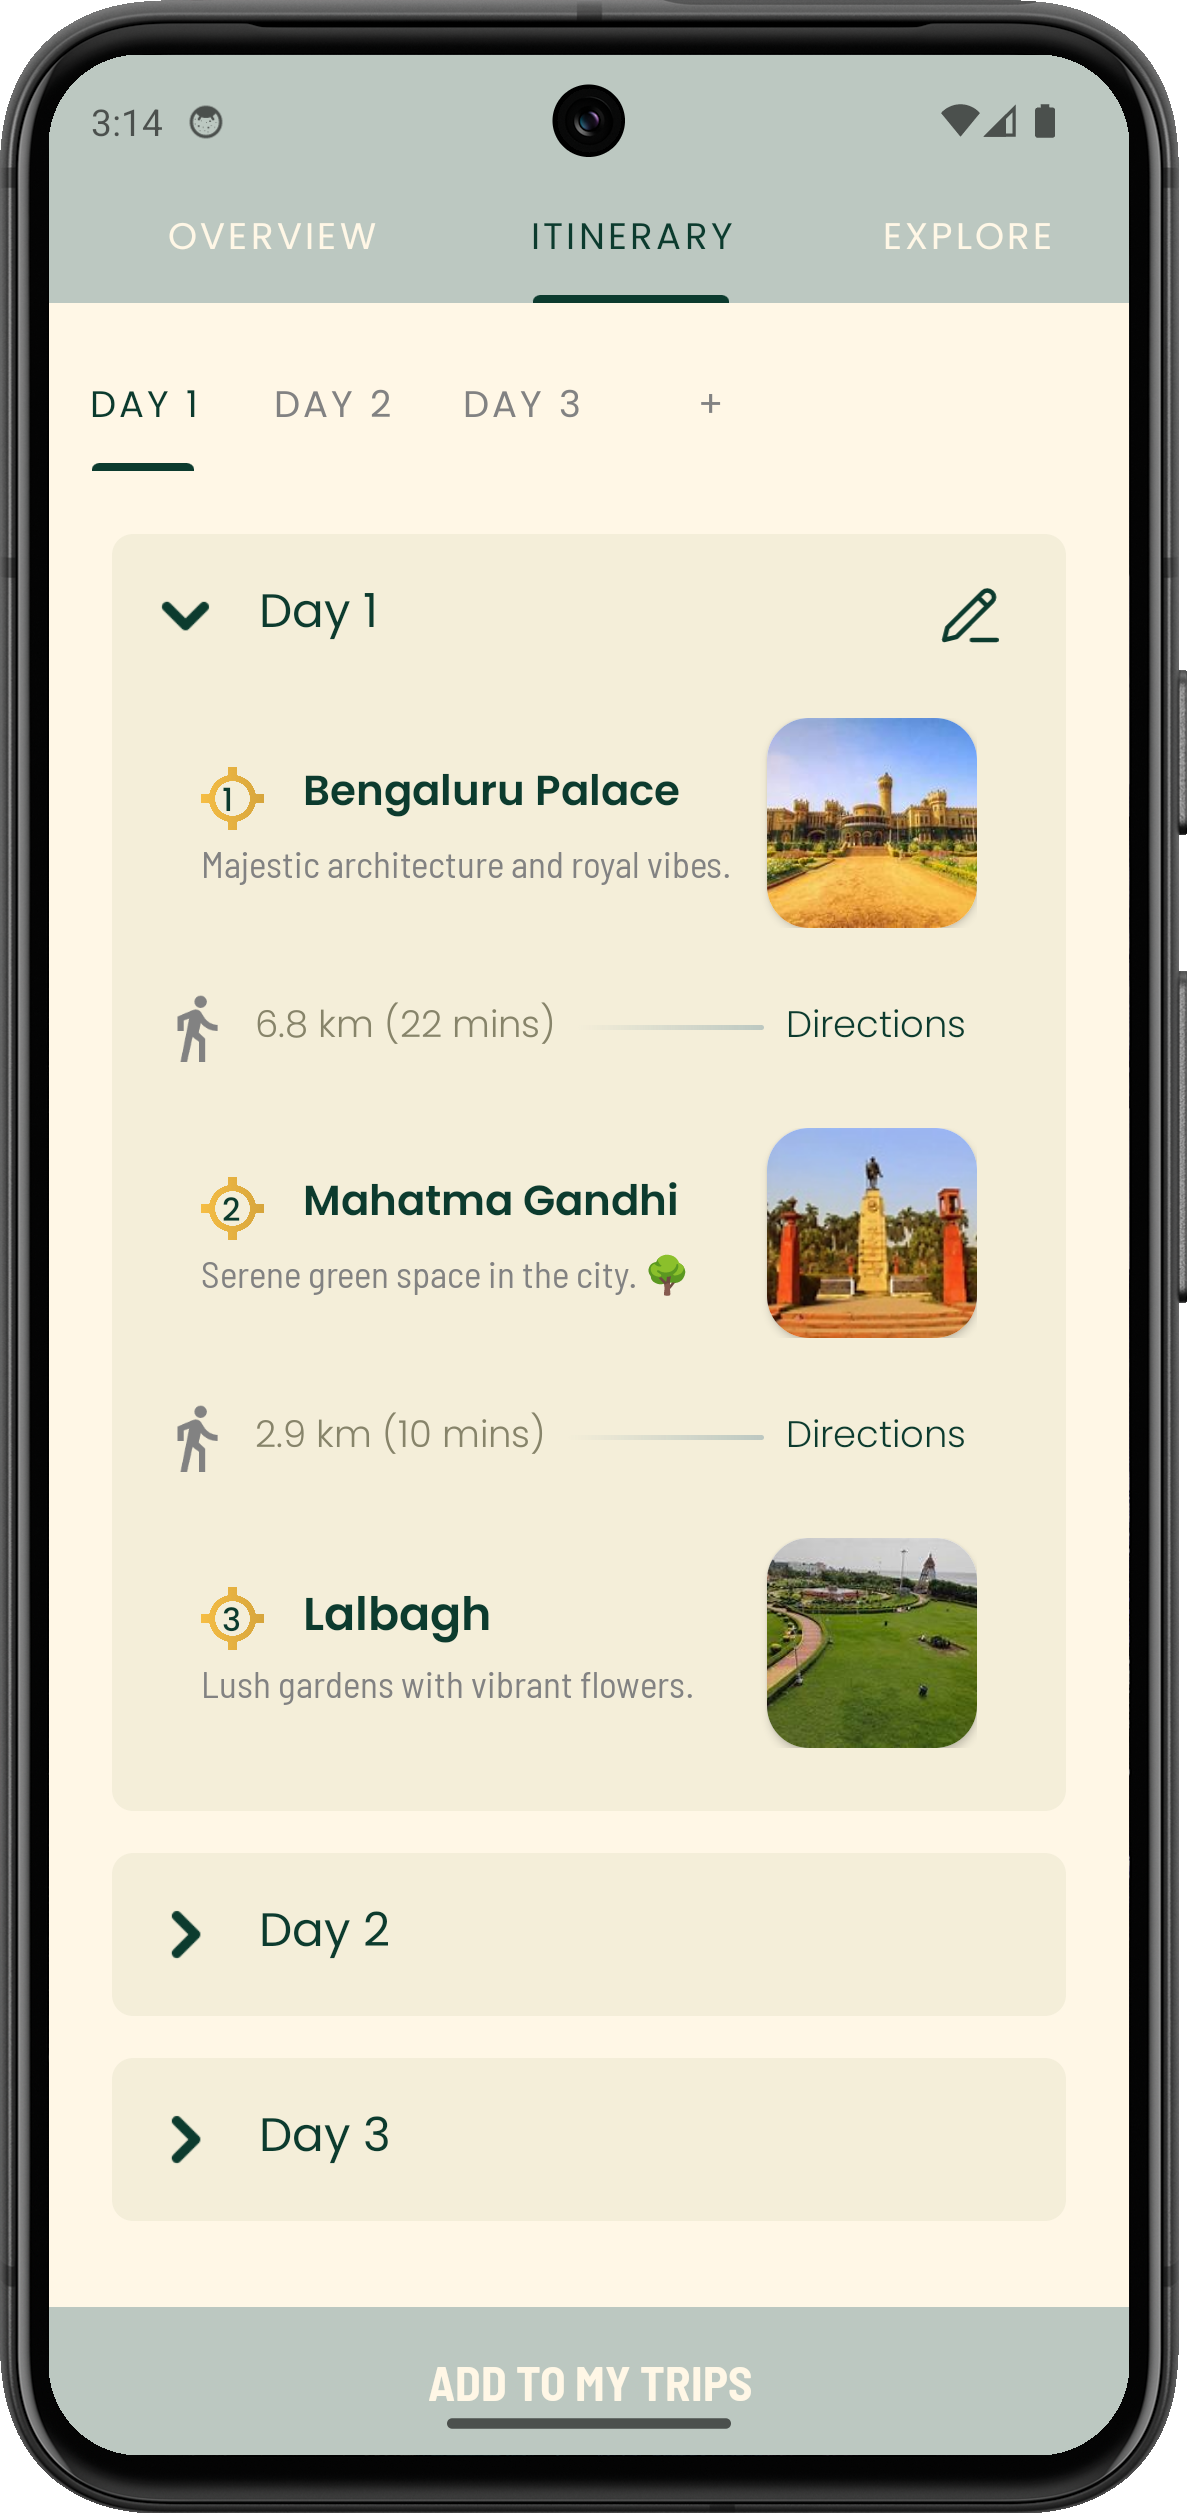 3:14
OVERVIEW ITINERARY EXPLORE
DAY 1 DAY 2 DAY 3 +
Day 1
1 Bengaluru Palace
Majestic architecture and royal vibes.
6.8 km (22 mins) Directions
2 Mahatma Gandhi
Serene green space in the city. 🌳
2.9 km (10 mins) Directions
3 Lalbagh
Lush gardens with vibrant flowers.
Day 2
Day 3
ADD TO MY TRIPS